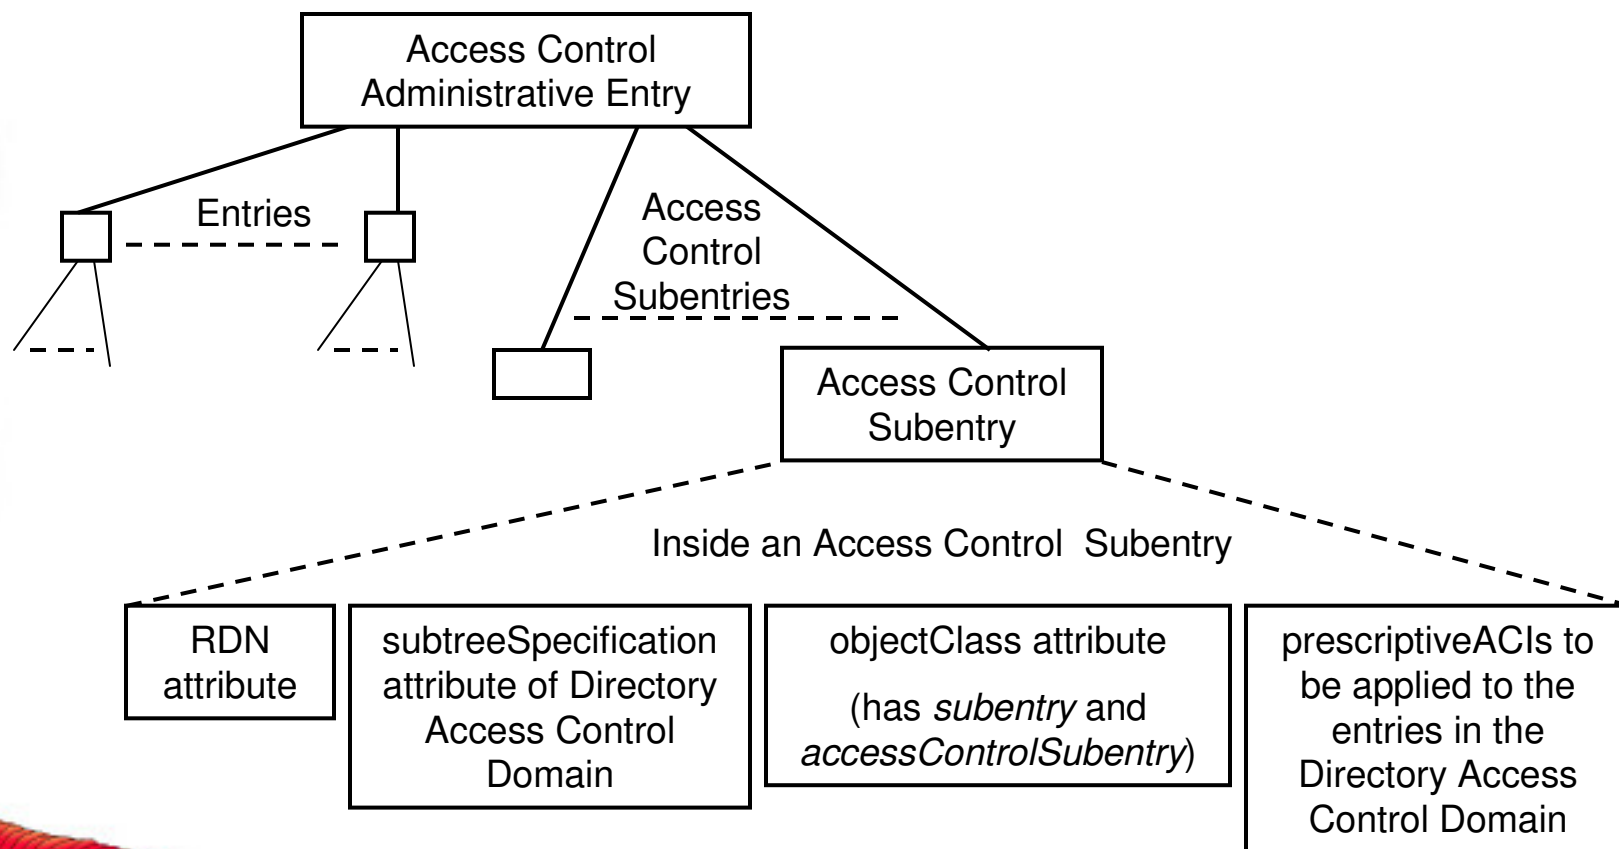 Access Control
Administrative Entry
Entries
Access
Control
Subentries
Access Control
Subentry
Inside an Access Control Subentry
RDN
attribute
subtreeSpecification
attribute of Directory
Access Control
Domain
objectClass attribute
(has subentry and
accessControlSubentry)
prescriptiveACIs to
be applied to the
entries in the
Directory Access
Control Domain